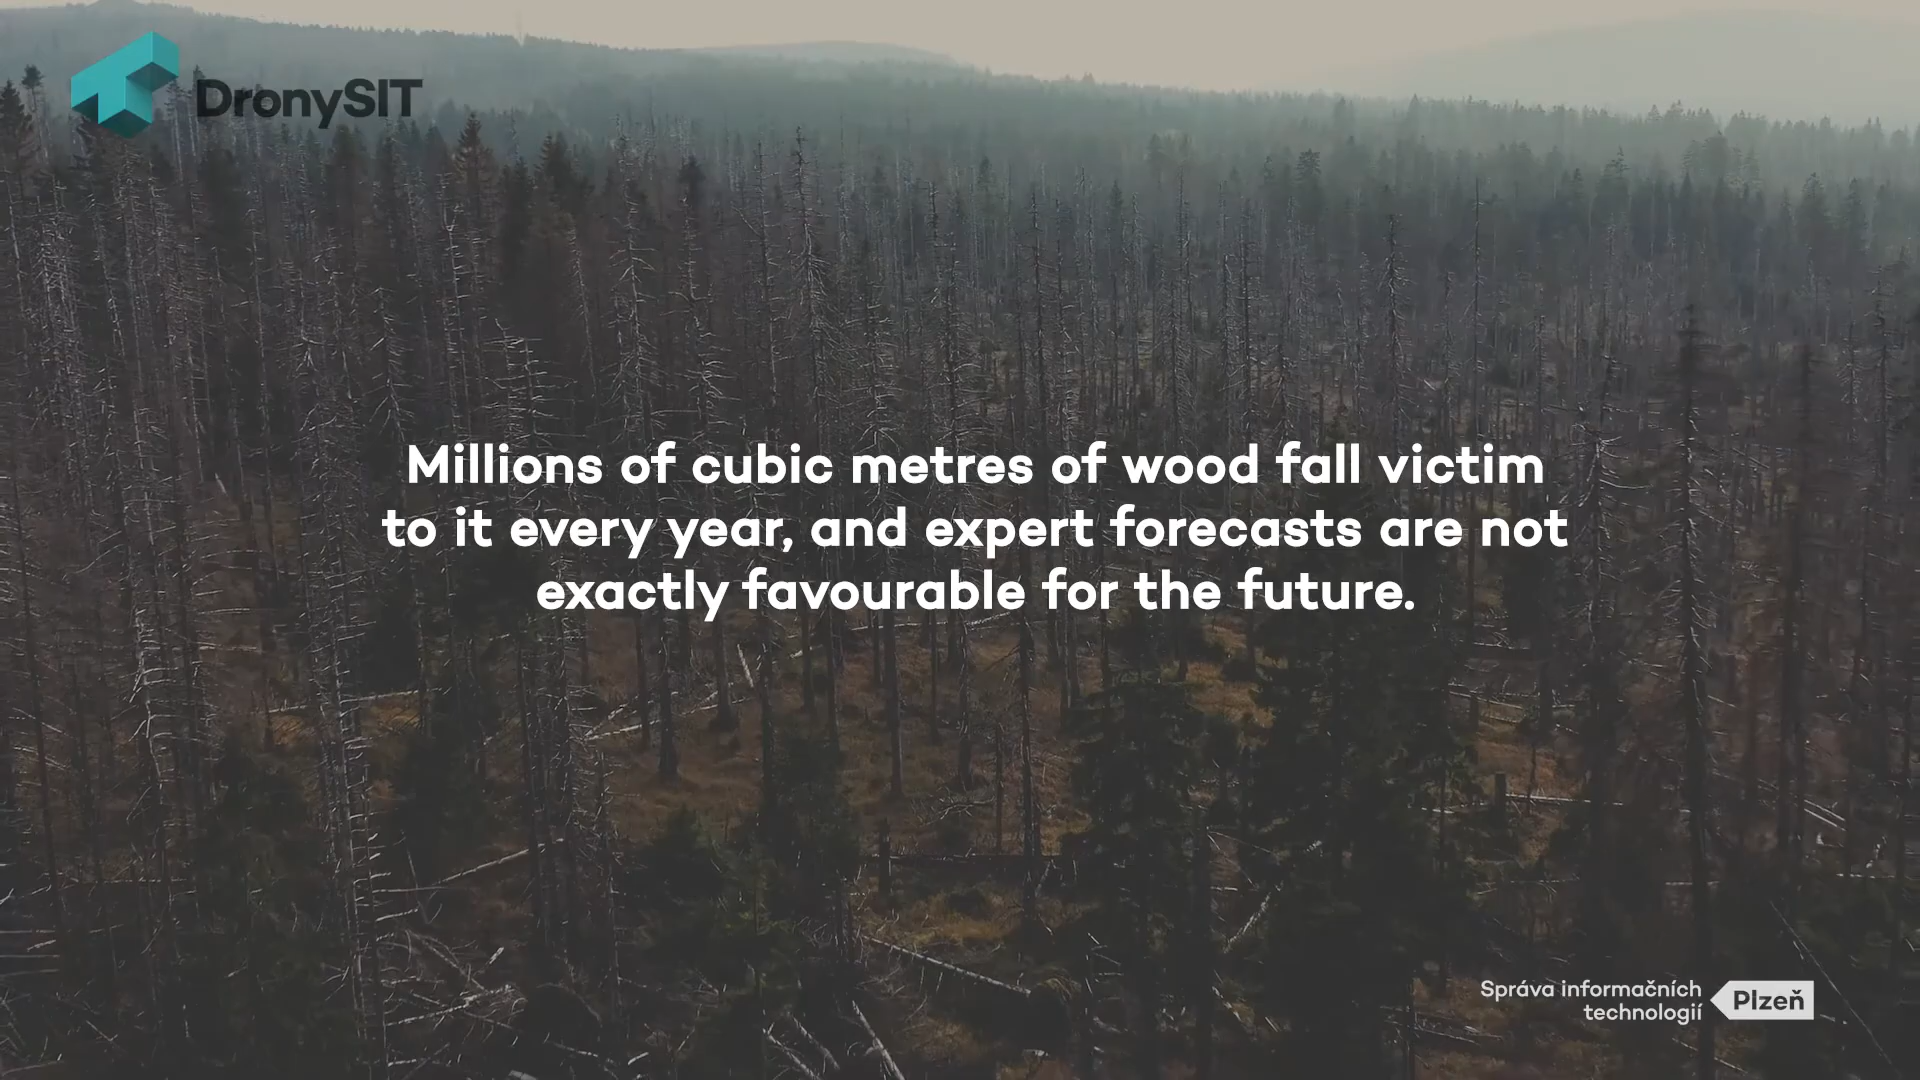 DronySIT
Millions of cubic metres of wood fall victim
to it every year, and expert forecasts are not
exactly favourable for the future.
Správa informačních
technologií
Plzeň